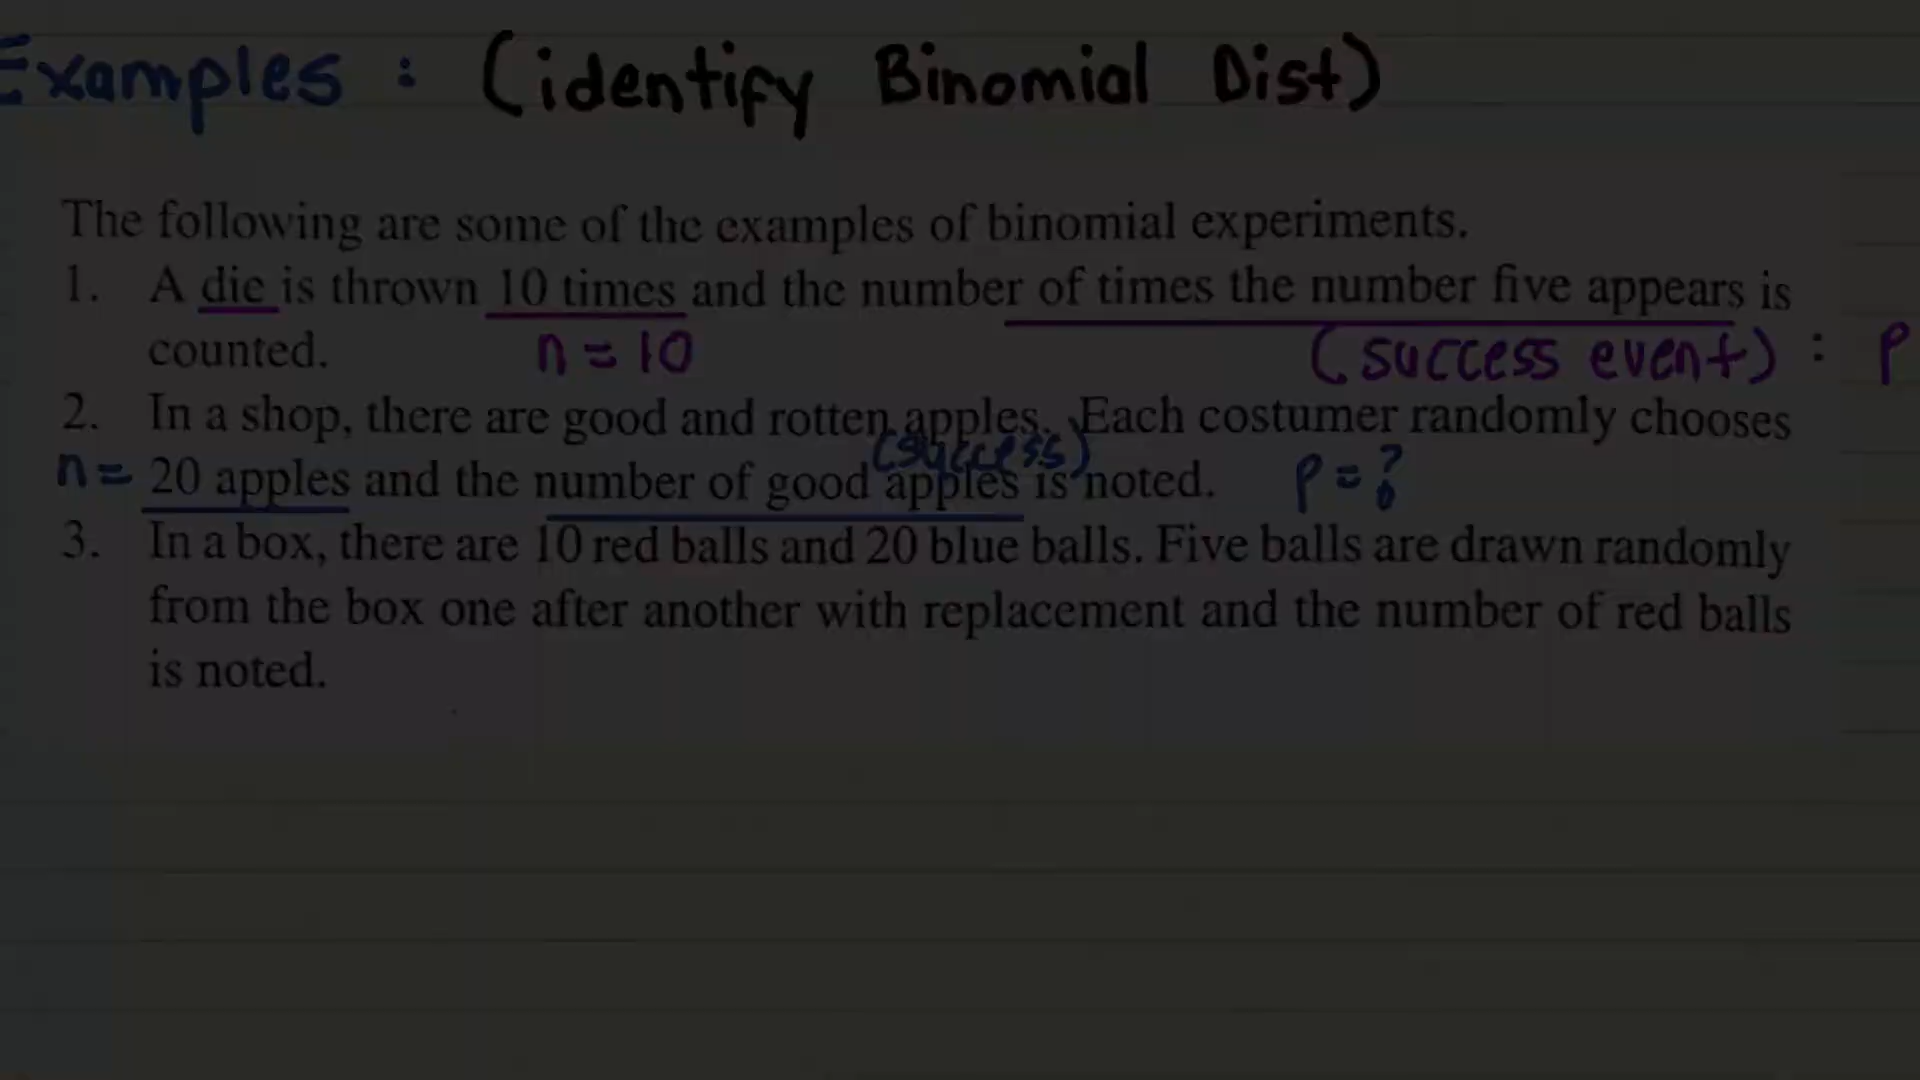 Examples : (identify Binomial Dist)
The following are some of the examples of binomial experiments.
1. A die is thrown 10 times and the number of times the number five appears is
counted. n = 10 (success event) : P
2. In a shop, there are good and rotten apples. Each costumer randomly chooses
(success)
n = 20 apples and the number of good apples is noted. P = ?
3. In a box, there are 10 red balls and 20 blue balls. Five balls are drawn randomly
from the box one after another with replacement and the number of red balls
is noted.